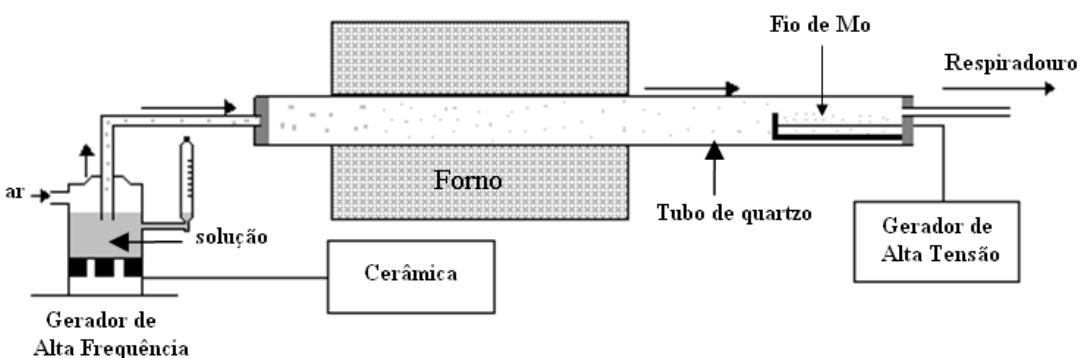 Fio de Mo
Respiradouro
Forno
ar
solução
Tubo de quartzo
Cerâmica
Gerador de
Alta Tensão
Gerador de
Alta Frequência